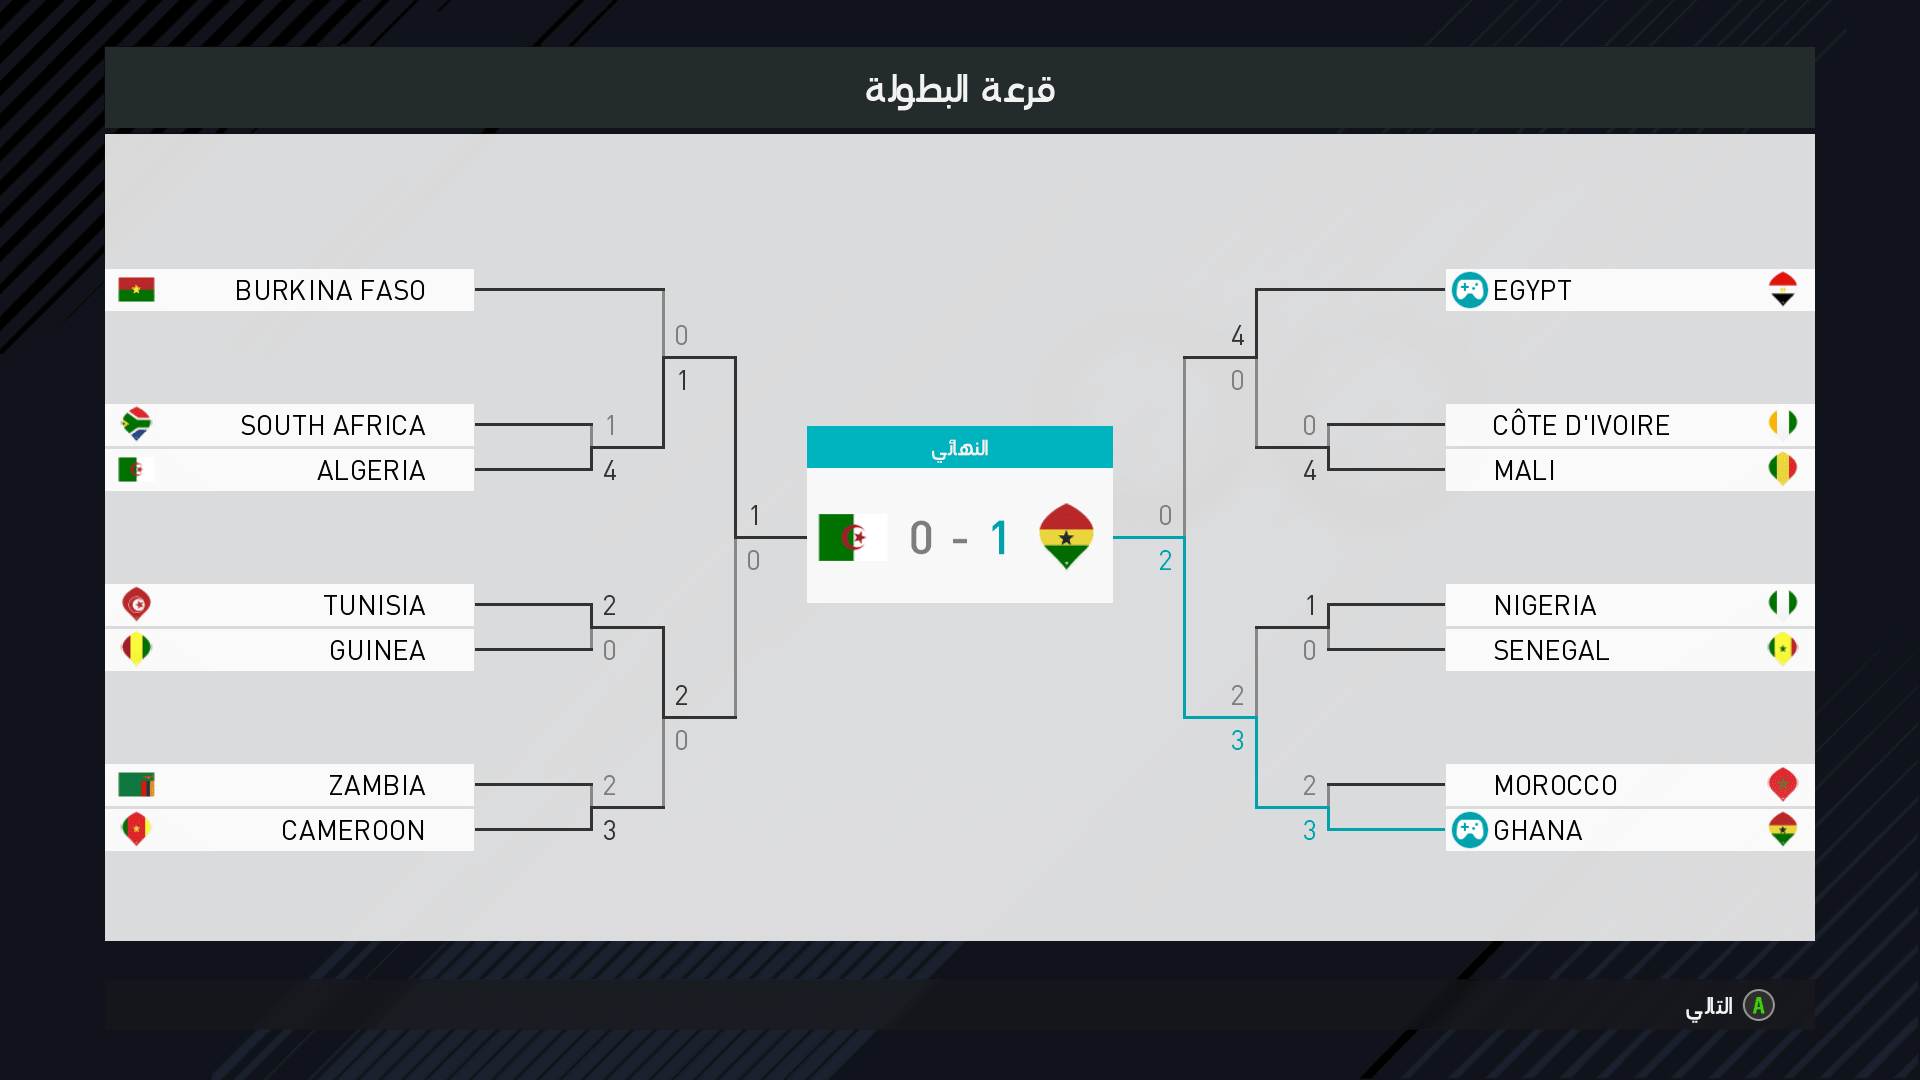 قرعة البطولة
BURKINA FASO
0
1
SOUTH AFRICA 1
ALGERIA 4
1
0
TUNISIA 2
GUINEA 0
2
0
ZAMBIA 2
CAMEROON 3
النهائي
0 - 1
EGYPT
4
0
0 CÔTE D'IVOIRE
4 MALI
0
2
1 NIGERIA
0 SENEGAL
2
3
2 MOROCCO
3 GHANA
التالي A